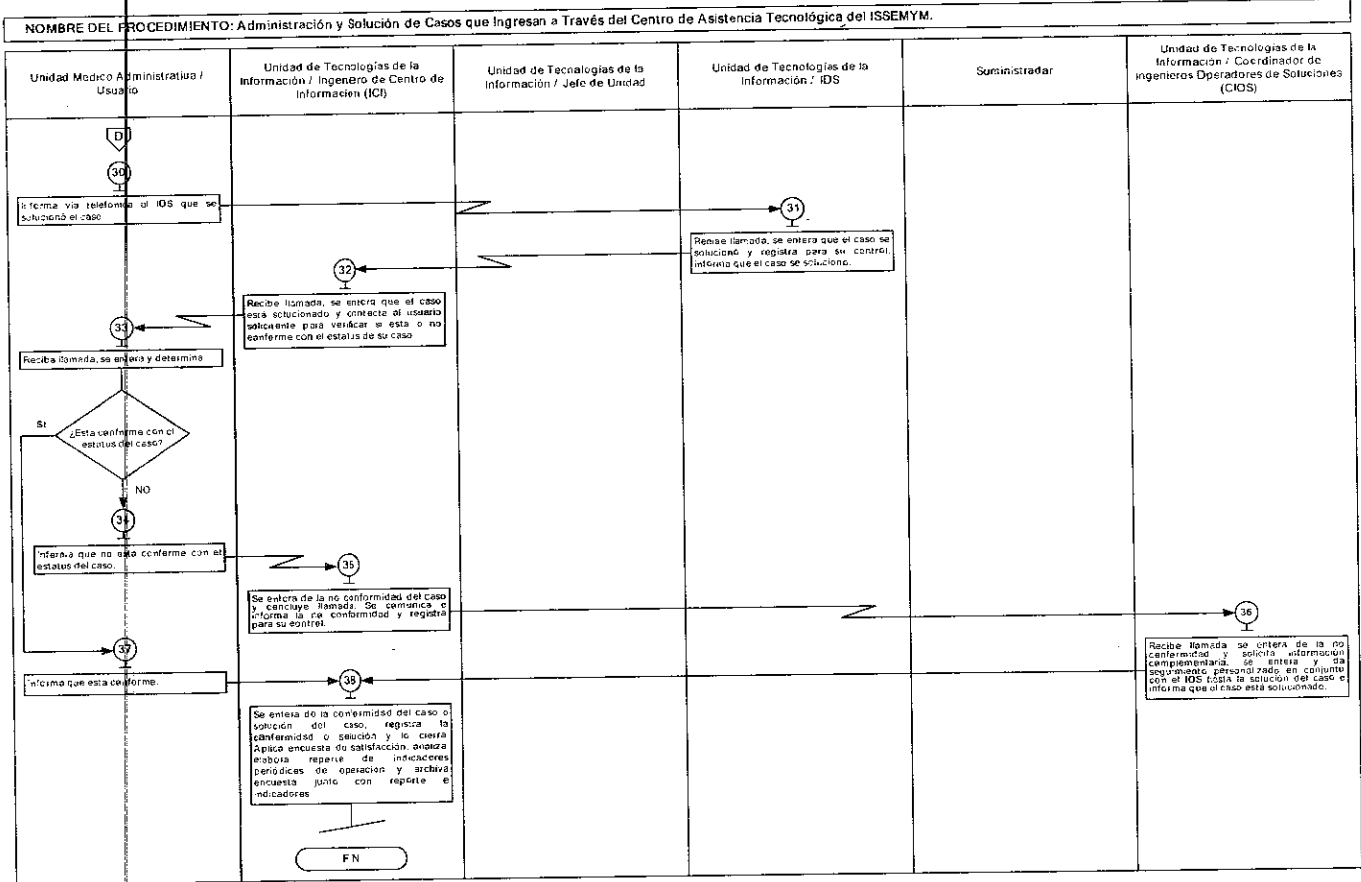 NOMBRE DEL PROCEDIMIENTO: Administración y Solución de Casos que Ingresan a Través del Centro de Asistencia Tecnológica del ISSEMYM.
Unidad Medico Administrativa /
Usuario
Unidad de Tecnologías de la
Información / Ingenero de Centro de
Informacion (ICI)
Unidad de Tecnalogías de la
Información / Jefe de Unidad
Unidad de Tecnologías de la
Información / IDS
Suministradar
Unidad de Tecnologías de la
Información / Coordinador de
ingenieros Operadores de Soluciones
(CIOS)
D
30
Informa via telefonica al IOS que se
solucionó el caso
31
Recibe llamada, se entera que el caso se
solucionó y registra para su control,
informa que el caso se soluciono.
32
Recibe llamada, se entera que el caso
está solucionado y contacta al usuario
solicitente para verificar si esta o no
conforme con el estatus de su caso
33
Recibe llamada, se entera y determina
¿Esta conforme con el
estatus del caso?
SI
NO
34
Informa que no está conforme con el
estatus del caso.
35
Se entera de la no conformidad del caso
y concluye llamada. Se comunica e
informa la no conformidad y registra
para su control.
36
Recibe llamada se entera de la no
conformidad y solicita información
complementaria, se entera y da
seguimiento personalizado en conjunto
con el IOS hasta la solución del caso e
informa que el caso está solucionado.
37
Informa que esta conforme.
38
Se entera de la conformidad del caso o
solución del caso, registra la
conformidad o solución y lo cierra
Aplica encuesta de satisfacción, analiza
elabora reporte de indicadores
periódicos de operación y archiva
encuesta junto con reporte e
indicadores
F N